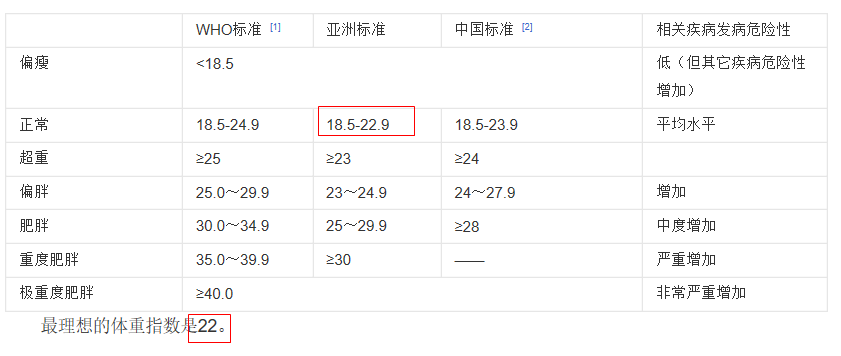 WHO标准 [1] 亚洲标准 中国标准 [2] 相关疾病发病危险性
偏瘦 <18.5 低（但其它疾病危险性
增加）
正常 18.5-24.9 18.5-22.9 18.5-23.9 平均水平
超重 ≥25 ≥23 ≥24
偏胖 25.0～29.9 23～24.9 24～27.9 增加
肥胖 30.0～34.9 25～29.9 ≥28 中度增加
重度肥胖 35.0～39.9 ≥30 —— 严重增加
极重度肥胖 ≥40.0 非常严重增加
最理想的体重指数是22。